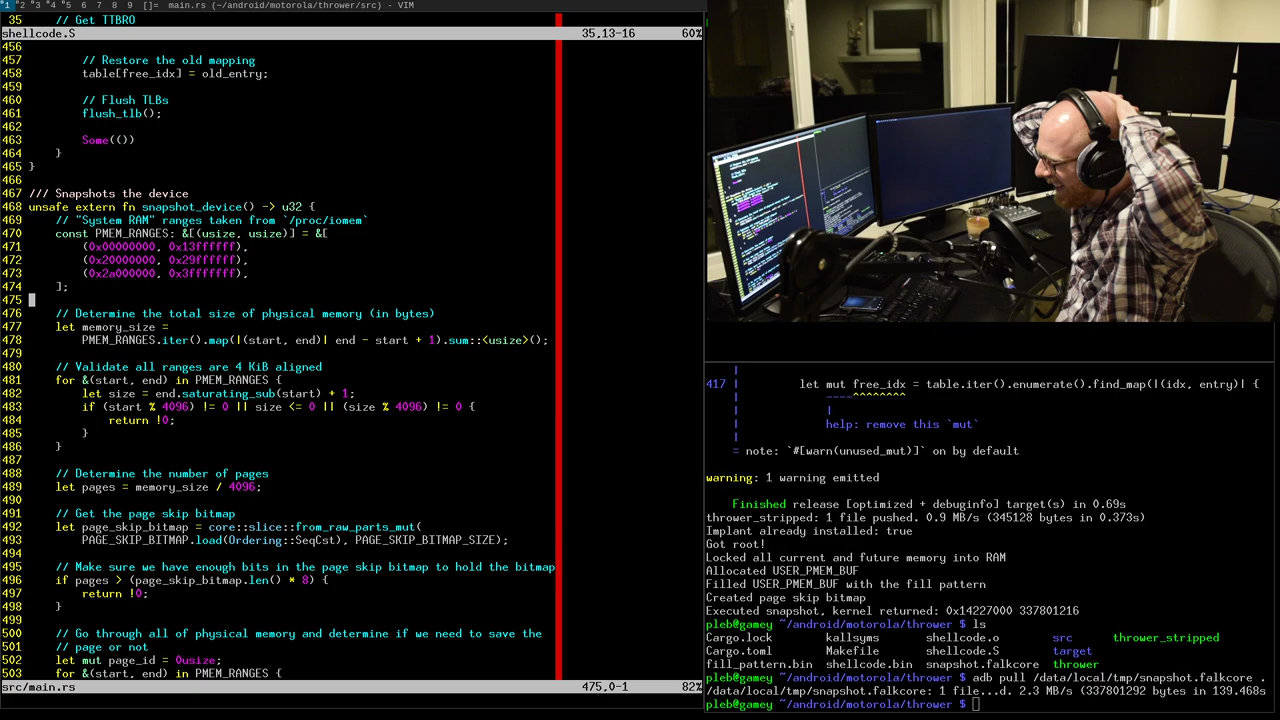 1 2 3 4 5 6 7 8 9 []= main.rs (~/android/motorola/thrower/src) - VIM
35 // Get TTBR0
shellcode.S 35,13-16 60%
456
457 // Restore the old mapping
458 table[free_idx] = old_entry;
459
460 // Flush TLBs
461 flush_tlb();
462
463 Some(())
464 }
465 }
466
467 /// Snapshots the device
468 unsafe extern fn snapshot_device() -> u32 {
469 // "System RAM" ranges taken from `/proc/iomem`
470 const PMEM_RANGES: &[(usize, usize)] = &[
471 (0x00000000, 0x13ffffff),
472 (0x20000000, 0x29ffffff),
473 (0x2a000000, 0x3fffffff),
474 ];
475
476 // Determine the total size of physical memory (in bytes)
477 let memory_size =
478 PMEM_RANGES.iter().map(|(start, end)| end - start + 1).sum::<usize>();
479
480 // Validate all ranges are 4 KiB aligned
481 for &(start, end) in PMEM_RANGES {
482 let size = end.saturating_sub(start) + 1;
483 if (start % 4096) != 0 || size <= 0 || (size % 4096) != 0 {
484 return !0;
485 }
486 }
487
488 // Determine the number of pages
489 let pages = memory_size / 4096;
490
491 // Get the page skip bitmap
492 let page_skip_bitmap = core::slice::from_raw_parts_mut(
493 PAGE_SKIP_BITMAP.load(Ordering::SeqCst), PAGE_SKIP_BITMAP_SIZE);
494
495 // Make sure we have enough bits in the page skip bitmap to hold the bitmap
496 if pages > (page_skip_bitmap.len() * 8) {
497 return !0;
498 }
499
500 // Go through all of physical memory and determine if we need to save the
501 // page or not
502 let mut page_id = 0usize;
503 for &(start, end) in PMEM_RANGES {
src/main.rs 475,0-1 82%
|
417 | let mut free_idx = table.iter().enumerate().find_map(|(idx, entry)| {
| ----^^^^^^^^
| |
| help: remove this `mut`
|
= note: `#[warn(unused_mut)]` on by default
warning: 1 warning emitted
Finished release [optimized + debuginfo] target(s) in 0.69s
thrower_stripped: 1 file pushed. 0.9 MB/s (345128 bytes in 0.373s)
Implant already installed: true
Got root!
Locked all current and future memory into RAM
Allocated USER_PMEM_BUF
Filled USER_PMEM_BUF with the fill pattern
Created page skip bitmap
Executed snapshot, kernel returned: 0x14227000 337801216
pleb@gamey ~/android/motorola/thrower $ ls
Cargo.lock kallsyms shellcode.o src thrower_stripped
Cargo.toml Makefile shellcode.S target
fill_pattern.bin shellcode.bin snapshot.falkcore thrower
pleb@gamey ~/android/motorola/thrower $ adb pull /data/local/tmp/snapshot.falkcore .
/data/local/tmp/snapshot.falkcore: 1 file...d. 2.3 MB/s (337801292 bytes in 139.468s
pleb@gamey ~/android/motorola/thrower $